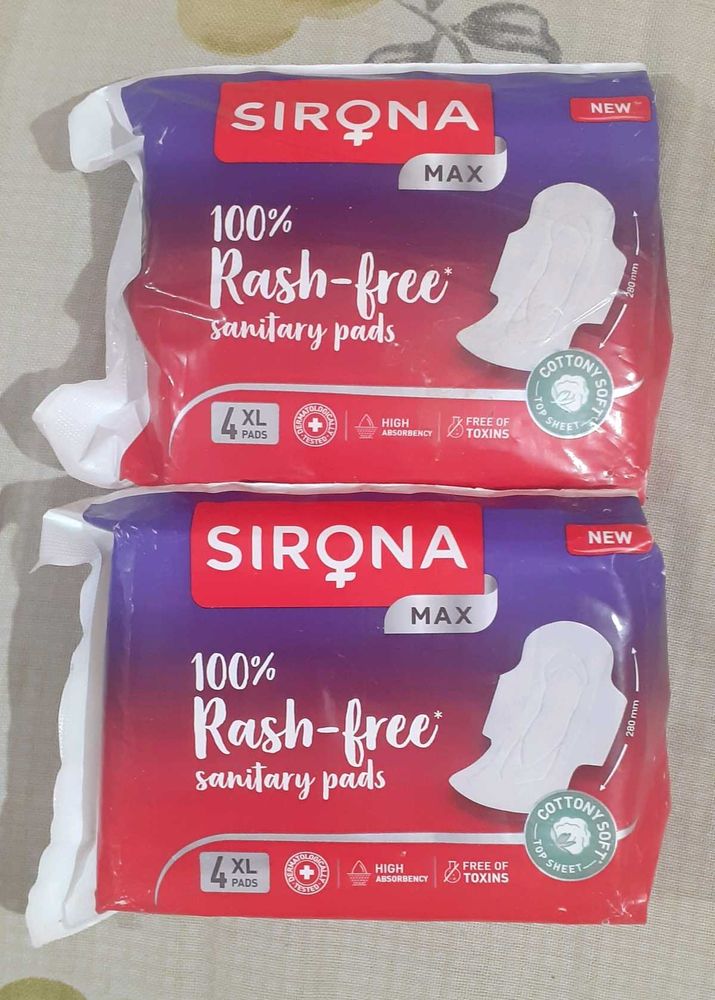 SIRONA
NEW
MAX
100%
Rash-free*
sanitary pads
280 mm
COTTONY SOFT
TOP SHEET
4 XL
PADS
DERMATOLOGICALLY
TESTED
HIGH
ABSORBENCY
FREE OF
TOXINS
SIRONA
NEW
MAX
100%
Rash-free*
sanitary pads
280 mm
COTTONY SOFT
TOP SHEET
4 XL
PADS
DERMATOLOGICALLY
TESTED
HIGH
ABSORBENCY
FREE OF
TOXINS